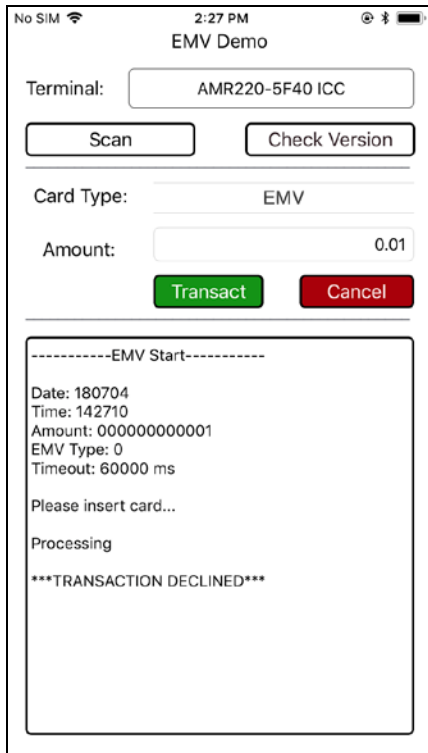 No SIM 2:27 PM
EMV Demo
Terminal: AMR220-5F40 ICC
Scan Check Version
Card Type: EMV
Amount: 0.01
Transact Cancel
-----------EMV Start-----------
Date: 180704
Time: 142710
Amount: 000000000001
EMV Type: 0
Timeout: 60000 ms
Please insert card...
Processing
***TRANSACTION DECLINED***